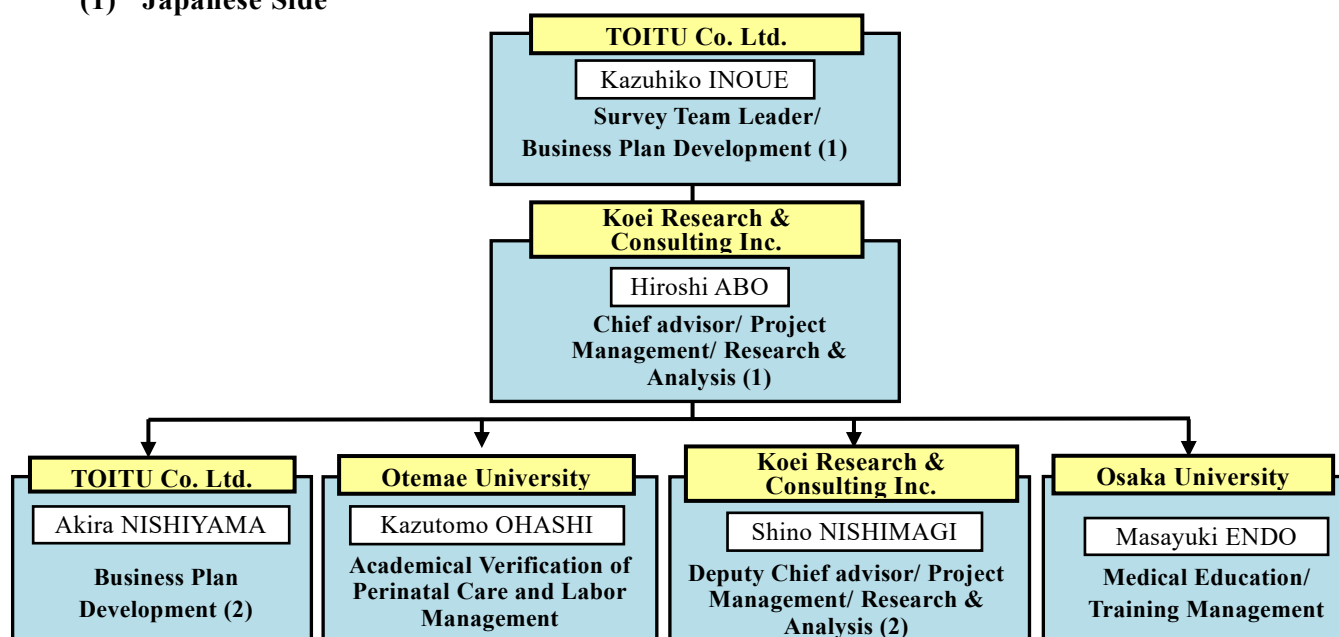 (1) Japanese Side
TOITU Co. Ltd.
Kazuhiko INOUE
Survey Team Leader/
Business Plan Development (1)
Koei Research &
Consulting Inc.
Hiroshi ABO
Chief advisor/ Project
Management/ Research &
Analysis (1)
TOITU Co. Ltd.
Akira NISHIYAMA
Business Plan
Development (2)
Otemae University
Kazutomo OHASHI
Academical Verification of
Perinatal Care and Labor
Management
Koei Research &
Consulting Inc.
Shino NISHIMAGI
Deputy Chief advisor/ Project
Management/ Research &
Analysis (2)
Osaka University
Masayuki ENDO
Medical Education/
Training Management